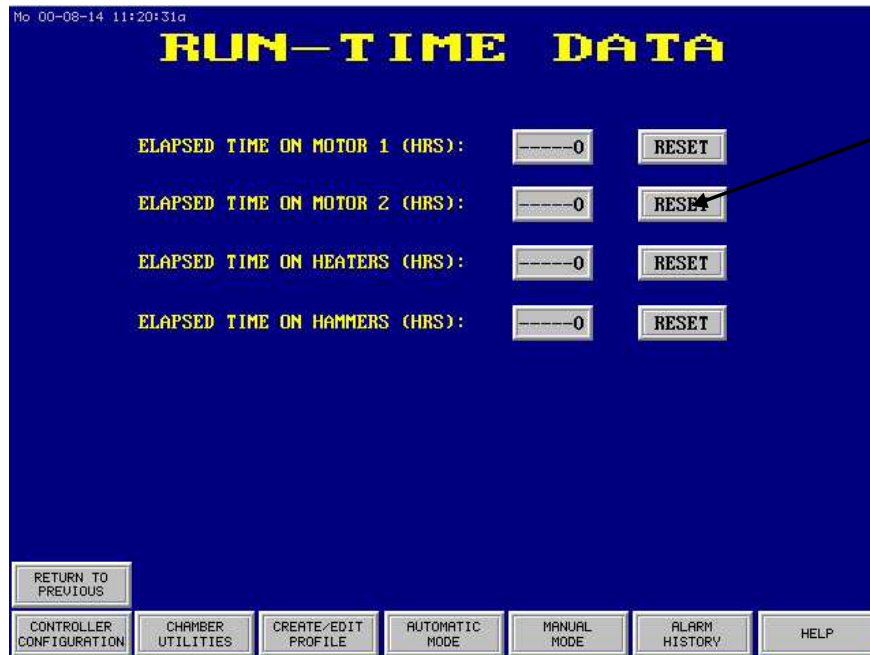 Mo 00-08-14 11:20:31a
RUN-TIME DATA
ELAPSED TIME ON MOTOR 1 (HRS): -----0 RESET
ELAPSED TIME ON MOTOR 2 (HRS): -----0 RESET
ELAPSED TIME ON HEATERS (HRS): -----0 RESET
ELAPSED TIME ON HAMMERS (HRS): -----0 RESET
RETURN TO
PREVIOUS
CONTROLLER
CONFIGURATION
CHAMBER
UTILITIES
CREATE/EDIT
PROFILE
AUTOMATIC
MODE
MANUAL
MODE
ALARM
HISTORY
HELP